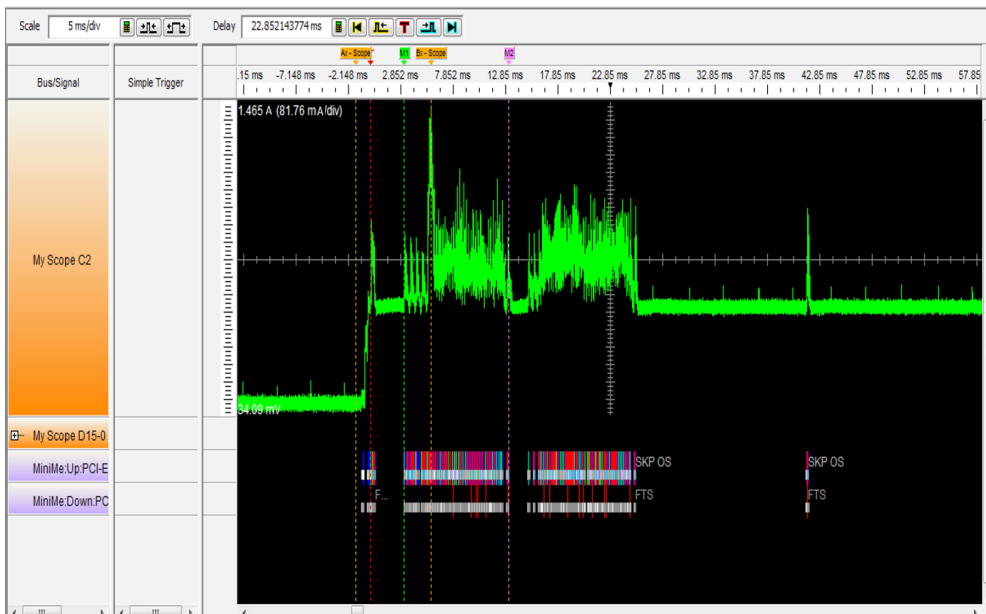 Scale 5 ms/div Delay 22.852143774 ms T
Ax - Scope M1 Bx - Scope M2
Bus/Signal Simple Trigger .15 ms -7.148 ms -2.148 ms 2.852 ms 7.852 ms 12.85 ms 17.85 ms 22.85 ms 27.85 ms 32.85 ms 37.85 ms 42.85 ms 47.85 ms 52.85 ms 57.85
1.465 A (81.76 mA/div)
My Scope C2
34.09 mV
My Scope D15-0
MiniMe:Up:PCI-E SKP OS SKP OS
MiniMe:Down:PC F... FTS FTS